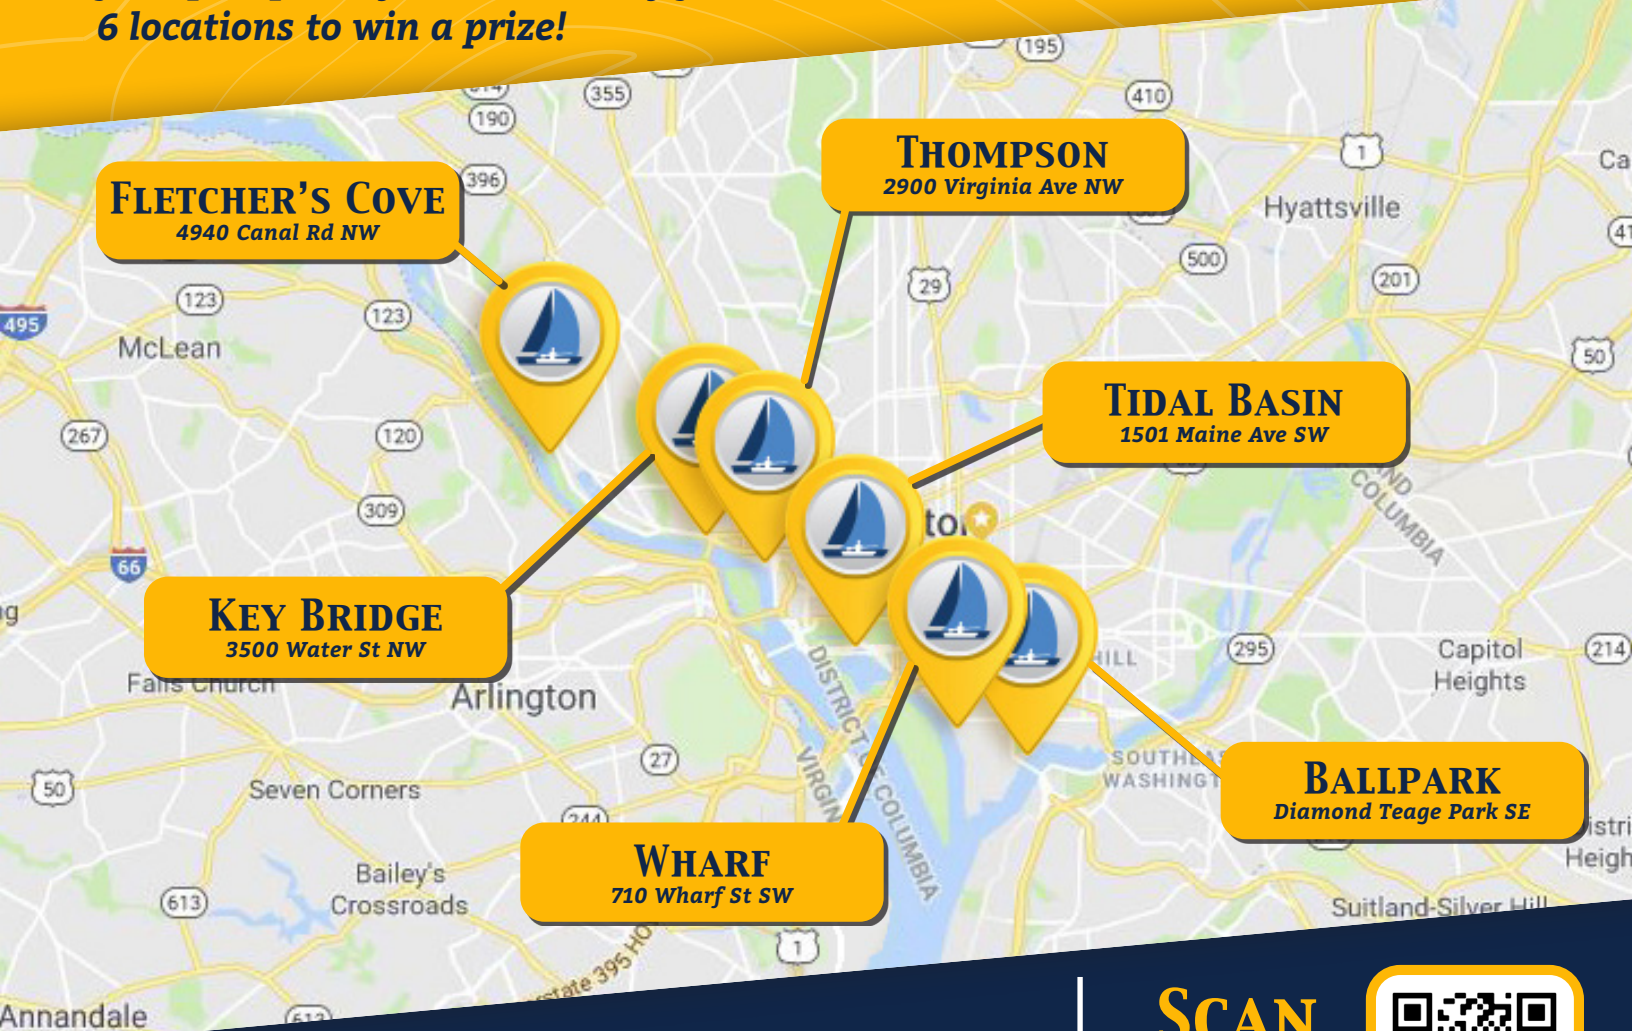 6 locations to win a prize!
195
355
190
410
1
THOMPSON
2900 Virginia Ave NW
396
FLETCHER'S COVE
4940 Canal Rd NW
Hyattsville
500
201
29
123
123
495
McLean
50
TIDAL BASIN
1501 Maine Ave SW
267
120
309
66
KEY BRIDGE
3500 Water St NW
Falls Church
Arlington
HILL
295
Capitol
Heights
214
DISTRICT OF COLUMBIA
COLUMBIA
27
50
Seven Corners
BALLPARK
Diamond Teage Park SE
244
WHARF
710 Wharf St SW
Bailey's
Crossroads
613
Suitland-Silver Hill
1
395
Annandale
SCAN